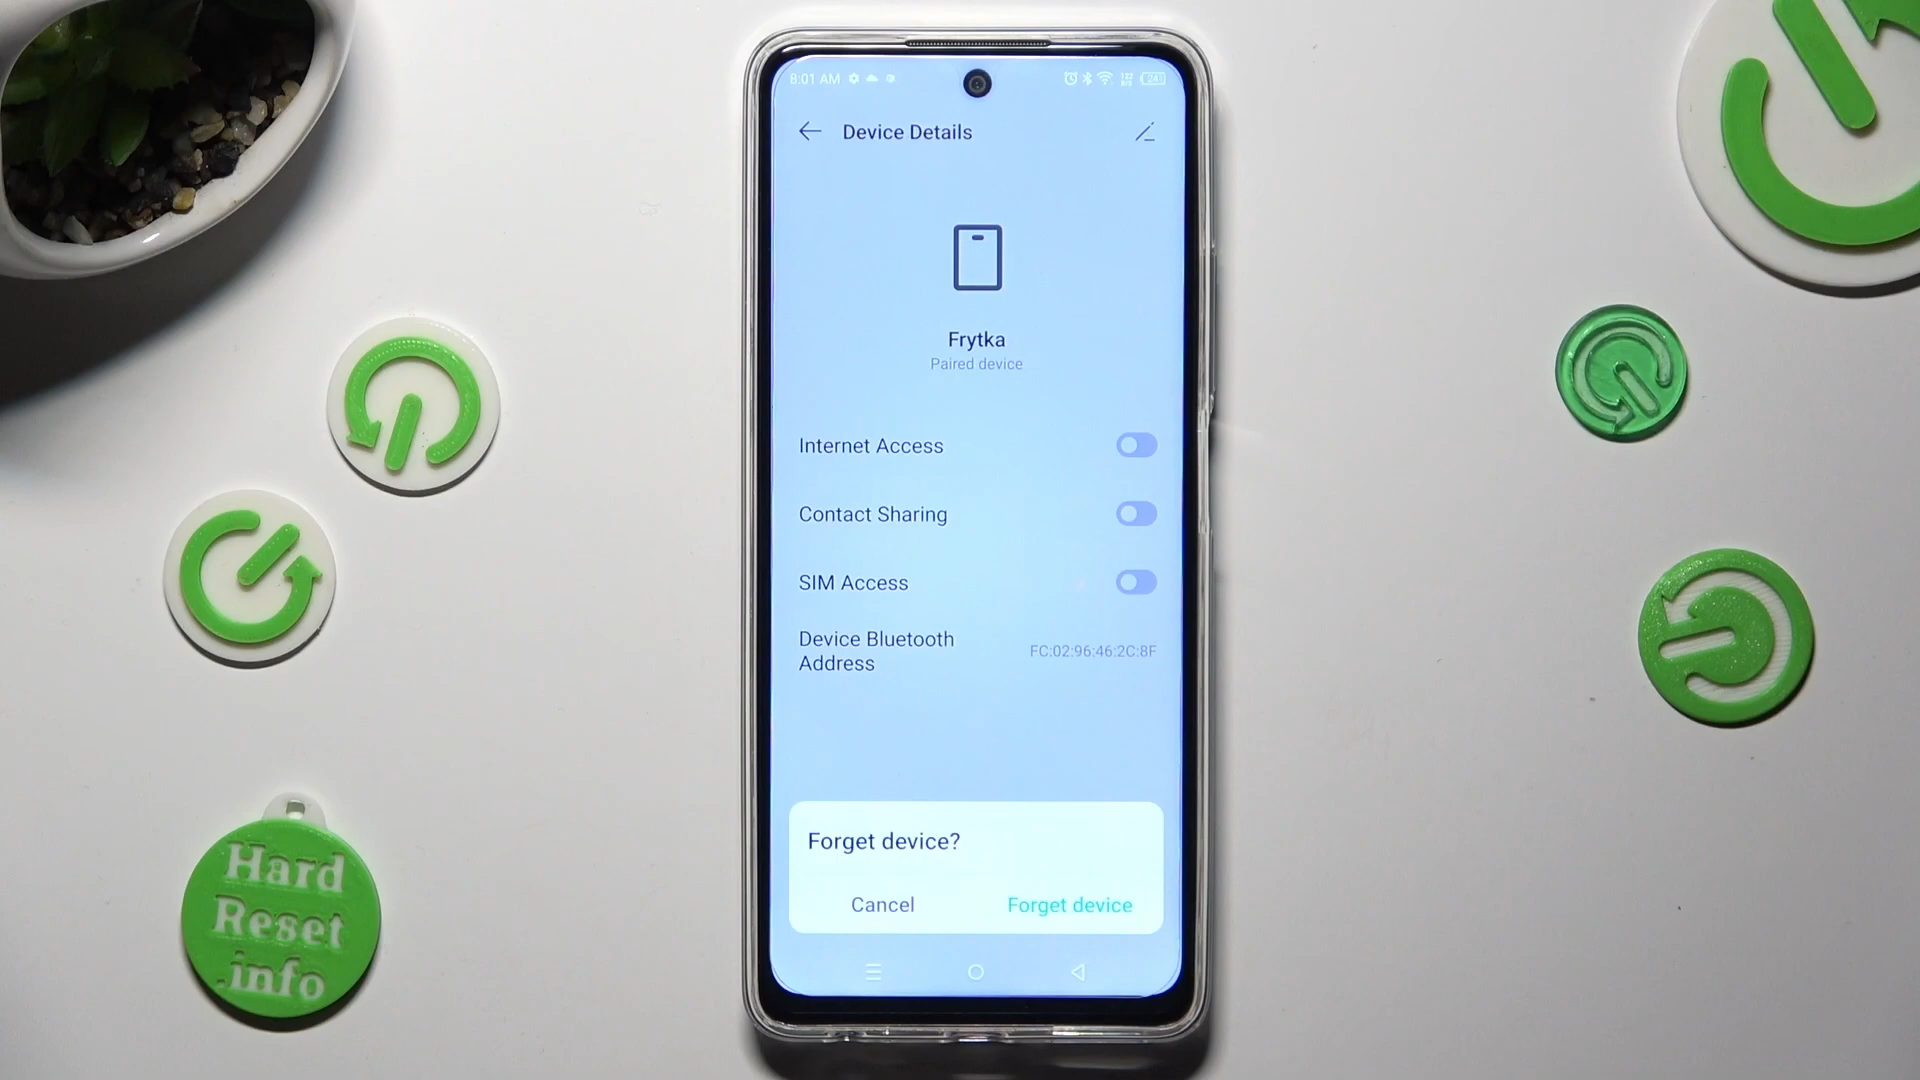 8:01 AM
Device Details
Frytka
Paired device
Internet Access
Contact Sharing
SIM Access
Device Bluetooth
Address
FC:02:96:46:2C:8F
Forget device?
Cancel
Forget device
Hard
Reset
.info